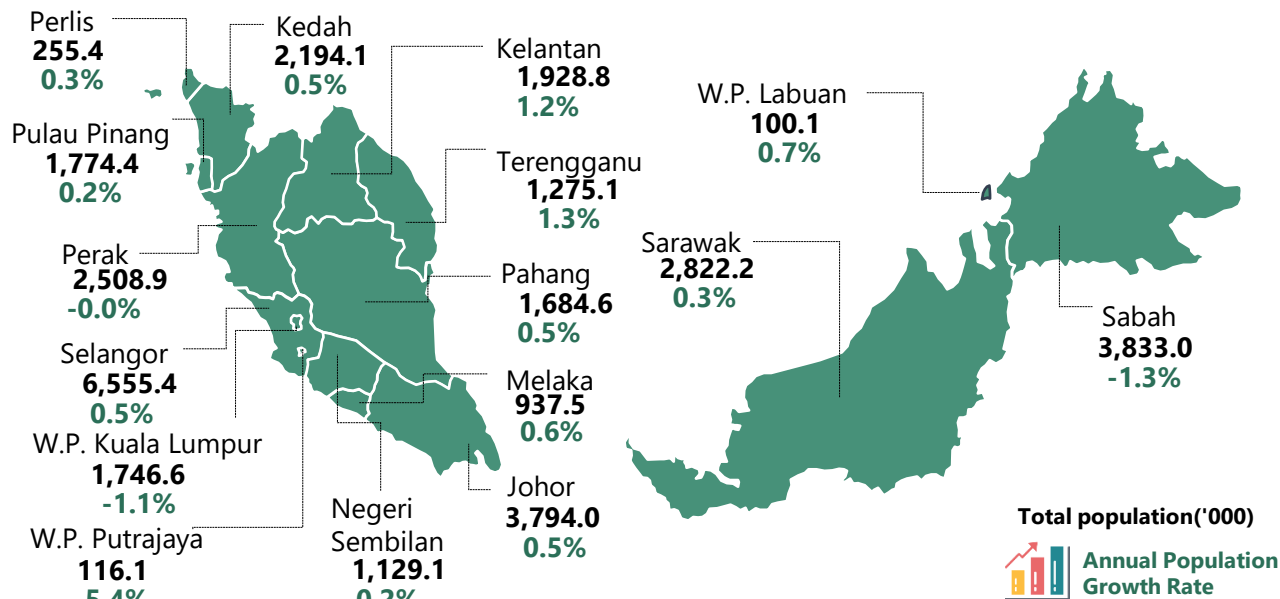 Perlis
255.4
0.3%
Kedah
2,194.1
0.5%
Kelantan
1,928.8
1.2%
Pulau Pinang
1,774.4
0.2%
Terengganu
1,275.1
1.3%
Perak
2,508.9
-0.0%
Pahang
1,684.6
0.5%
Selangor
6,555.4
0.5%
Melaka
937.5
0.6%
W.P. Kuala Lumpur
1,746.6
-1.1%
Johor
3,794.0
0.5%
W.P. Putrajaya
116.1
5.4%
Negeri
Sembilan
1,129.1
0.2%
W.P. Labuan
100.1
0.7%
Sarawak
2,822.2
0.3%
Sabah
3,833.0
-1.3%
Total population('000)
Annual Population
Growth Rate